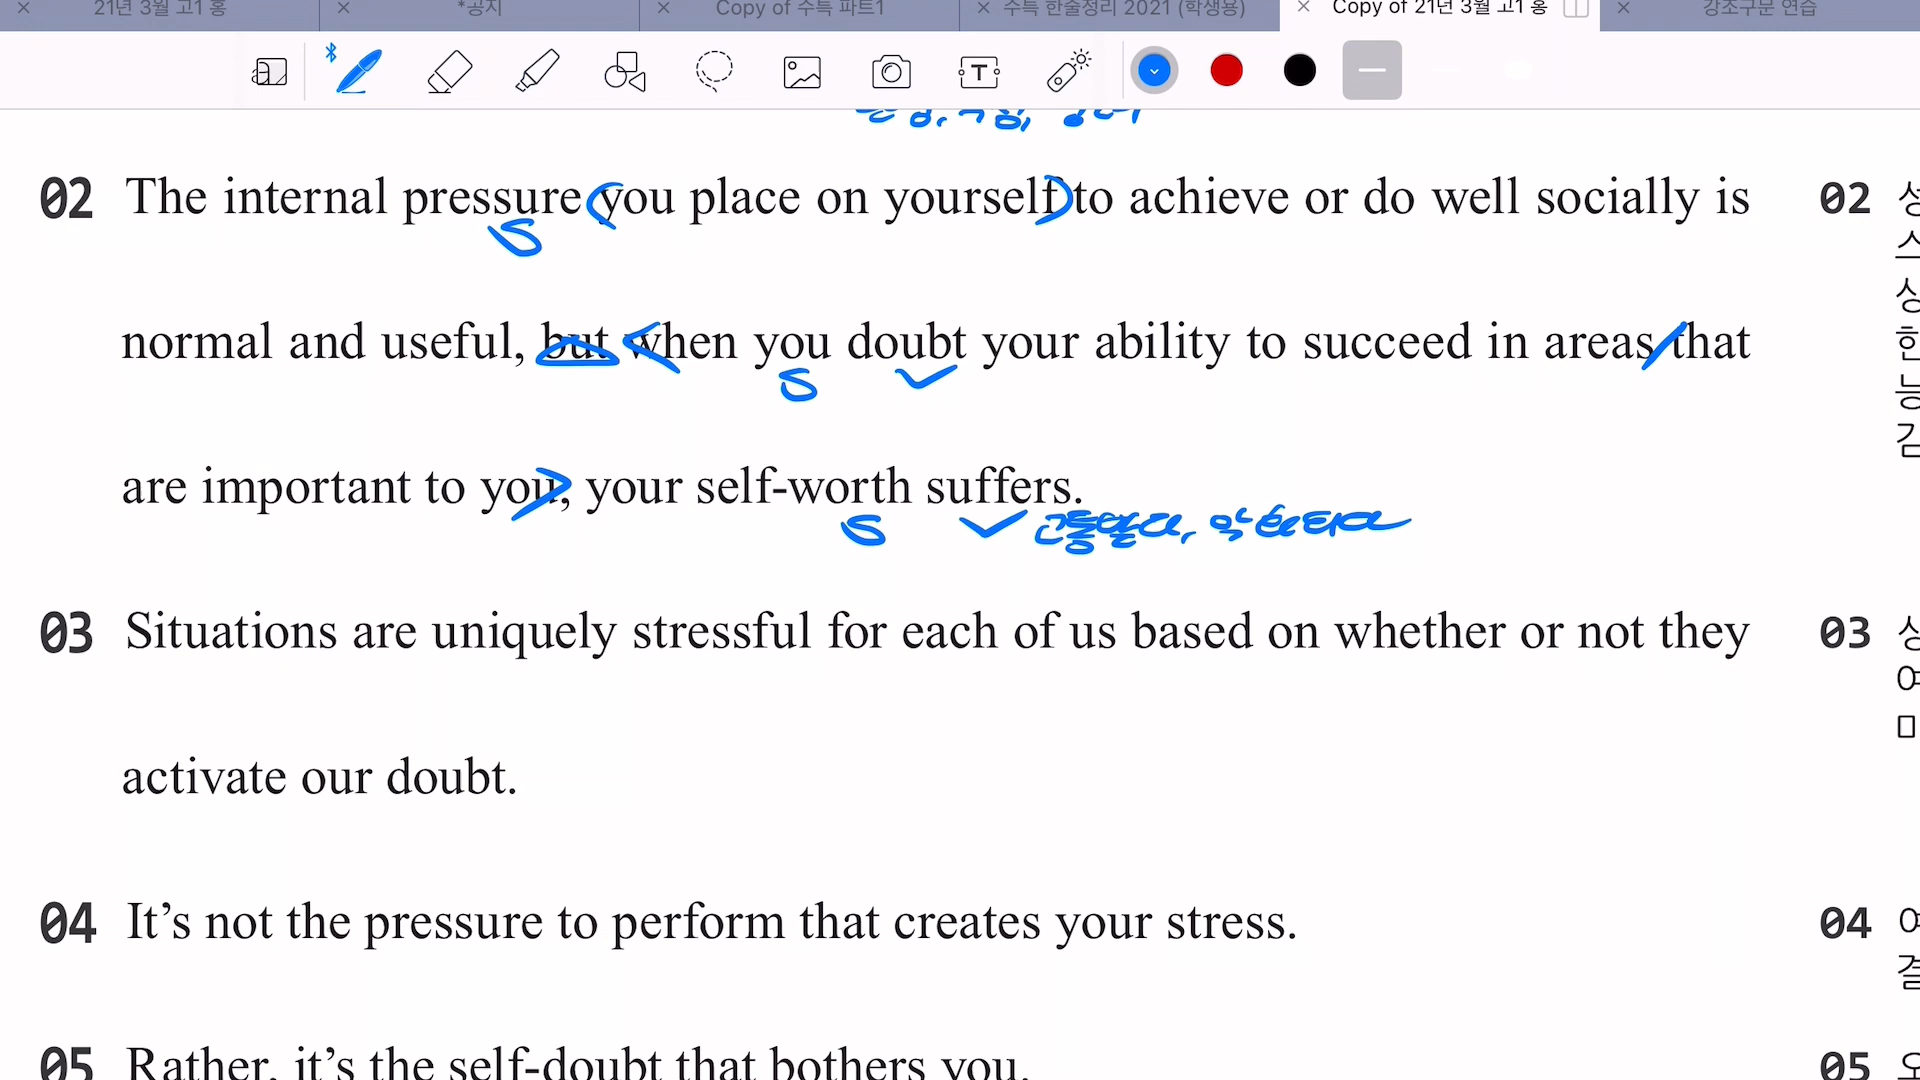 21년 3월 고1 홍
*공지
Copy of 수특 파트1
수특 한술정리 2021 (학생용)
Copy of 21년 3월 고1 홍
강조구문 연습
02 The internal pressure you place on yourself to achieve or do well socially is
S
normal and useful, but when you doubt your ability to succeed in areas that
S
are important to you, your self-worth suffers.
S 고통받다, 악화되다
03 Situations are uniquely stressful for each of us based on whether or not they
activate our doubt.
04 It’s not the pressure to perform that creates your stress.
05 Rather, it’s the self-doubt that bothers you.
02
03
04
05